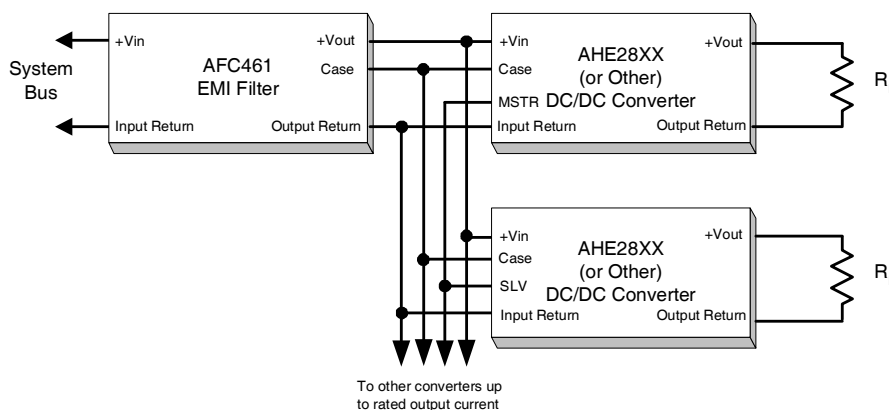 +Vin
+Vout
AFC461
EMI Filter
Case
Input Return
Output Return
System
Bus
+Vin
+Vout
AHE28XX
(or Other)
DC/DC Converter
Case
MSTR
Input Return
Output Return
R
+Vin
+Vout
AHE28XX
(or Other)
DC/DC Converter
Case
SLV
Input Return
Output Return
R
To other converters up
to rated output current